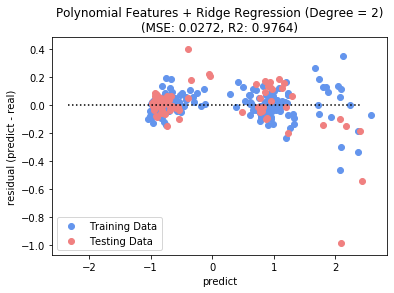 Polynomial Features + Ridge Regression (Degree = 2)
(MSE: 0.0272, R2: 0.9764)
residual (predict - real)
0.4
0.2
0.0
−0.2
−0.4
−0.6
−0.8
−1.0
Training Data
Testing Data
−2 −1 0 1 2
predict